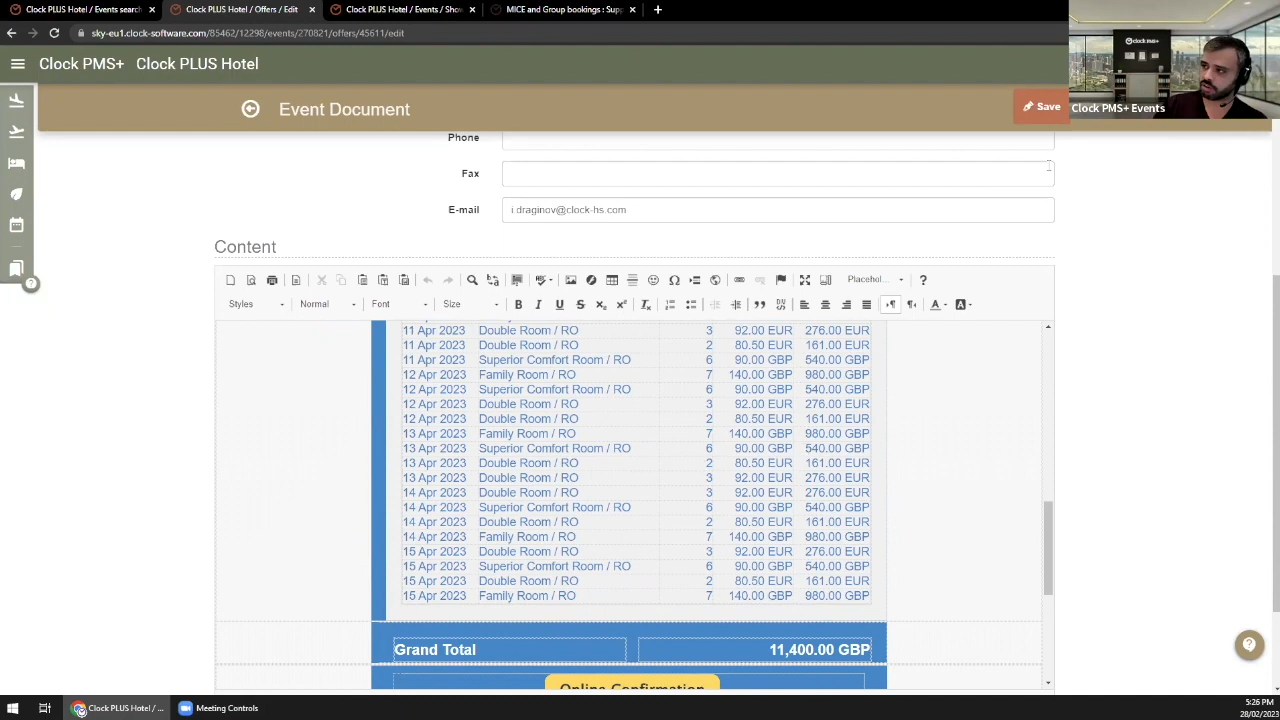 Clock PLUS Hotel / Events search
Clock PLUS Hotel / Offers / Edit
Clock PLUS Hotel / Events / Show
MICE and Group bookings : Supp
sky-eu1.clock-software.com/85462/12298/events/270821/offers/45611/edit
Clock PMS+ Clock PLUS Hotel
Clock PMS+
Event Document
Save
Clock PMS+ Events
Phone
Fax
E-mail i.draginov@clock-hs.com
Content
Placehol...
Styles Normal Font Size
11 Apr 2023 Double Room / RO 3 92.00 EUR 276.00 EUR
11 Apr 2023 Double Room / RO 2 80.50 EUR 161.00 EUR
11 Apr 2023 Superior Comfort Room / RO 6 90.00 GBP 540.00 GBP
12 Apr 2023 Family Room / RO 7 140.00 GBP 980.00 GBP
12 Apr 2023 Superior Comfort Room / RO 6 90.00 GBP 540.00 GBP
12 Apr 2023 Double Room / RO 3 92.00 EUR 276.00 EUR
12 Apr 2023 Double Room / RO 2 80.50 EUR 161.00 EUR
13 Apr 2023 Family Room / RO 7 140.00 GBP 980.00 GBP
13 Apr 2023 Superior Comfort Room / RO 6 90.00 GBP 540.00 GBP
13 Apr 2023 Double Room / RO 2 80.50 EUR 161.00 EUR
13 Apr 2023 Double Room / RO 3 92.00 EUR 276.00 EUR
14 Apr 2023 Double Room / RO 3 92.00 EUR 276.00 EUR
14 Apr 2023 Superior Comfort Room / RO 6 90.00 GBP 540.00 GBP
14 Apr 2023 Double Room / RO 2 80.50 EUR 161.00 EUR
14 Apr 2023 Family Room / RO 7 140.00 GBP 980.00 GBP
15 Apr 2023 Double Room / RO 3 92.00 EUR 276.00 EUR
15 Apr 2023 Superior Comfort Room / RO 6 90.00 GBP 540.00 GBP
15 Apr 2023 Double Room / RO 2 80.50 EUR 161.00 EUR
15 Apr 2023 Family Room / RO 7 140.00 GBP 980.00 GBP
Grand Total 11,400.00 GBP
Online Confirmation
Clock PLUS Hotel / ...
Meeting Controls
5:26 PM
28/02/2023